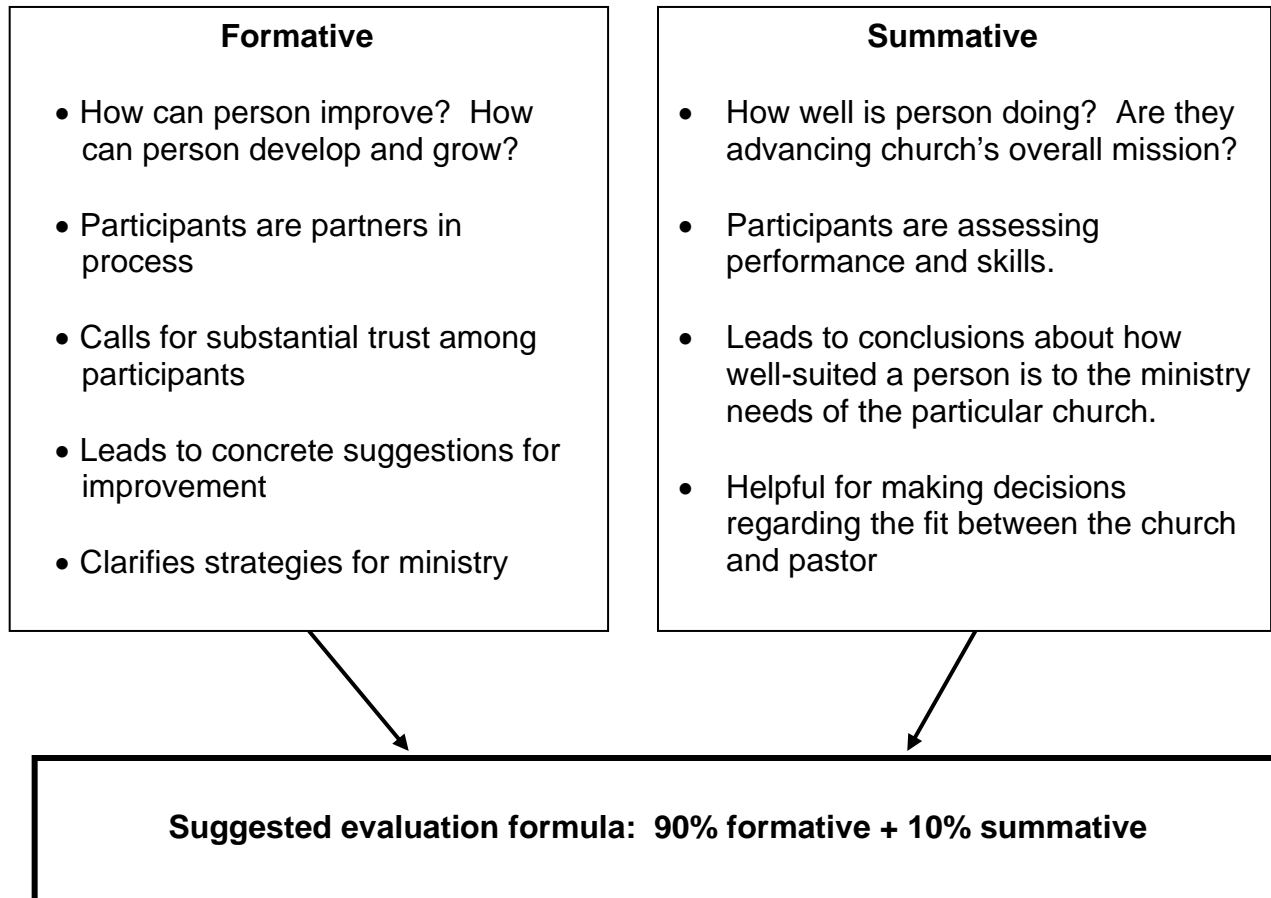 Formative
• How can person improve?  How
can person develop and grow?
• Participants are partners in
process
• Calls for substantial trust among
participants
• Leads to concrete suggestions for
improvement
• Clarifies strategies for ministry
Summative
• How well is person doing?  Are they
advancing church’s overall mission?
• Participants are assessing
performance and skills.
• Leads to conclusions about how
well-suited a person is to the ministry
needs of the particular church.
• Helpful for making decisions
regarding the fit between the church
and pastor
Suggested evaluation formula:  90% formative + 10% summative